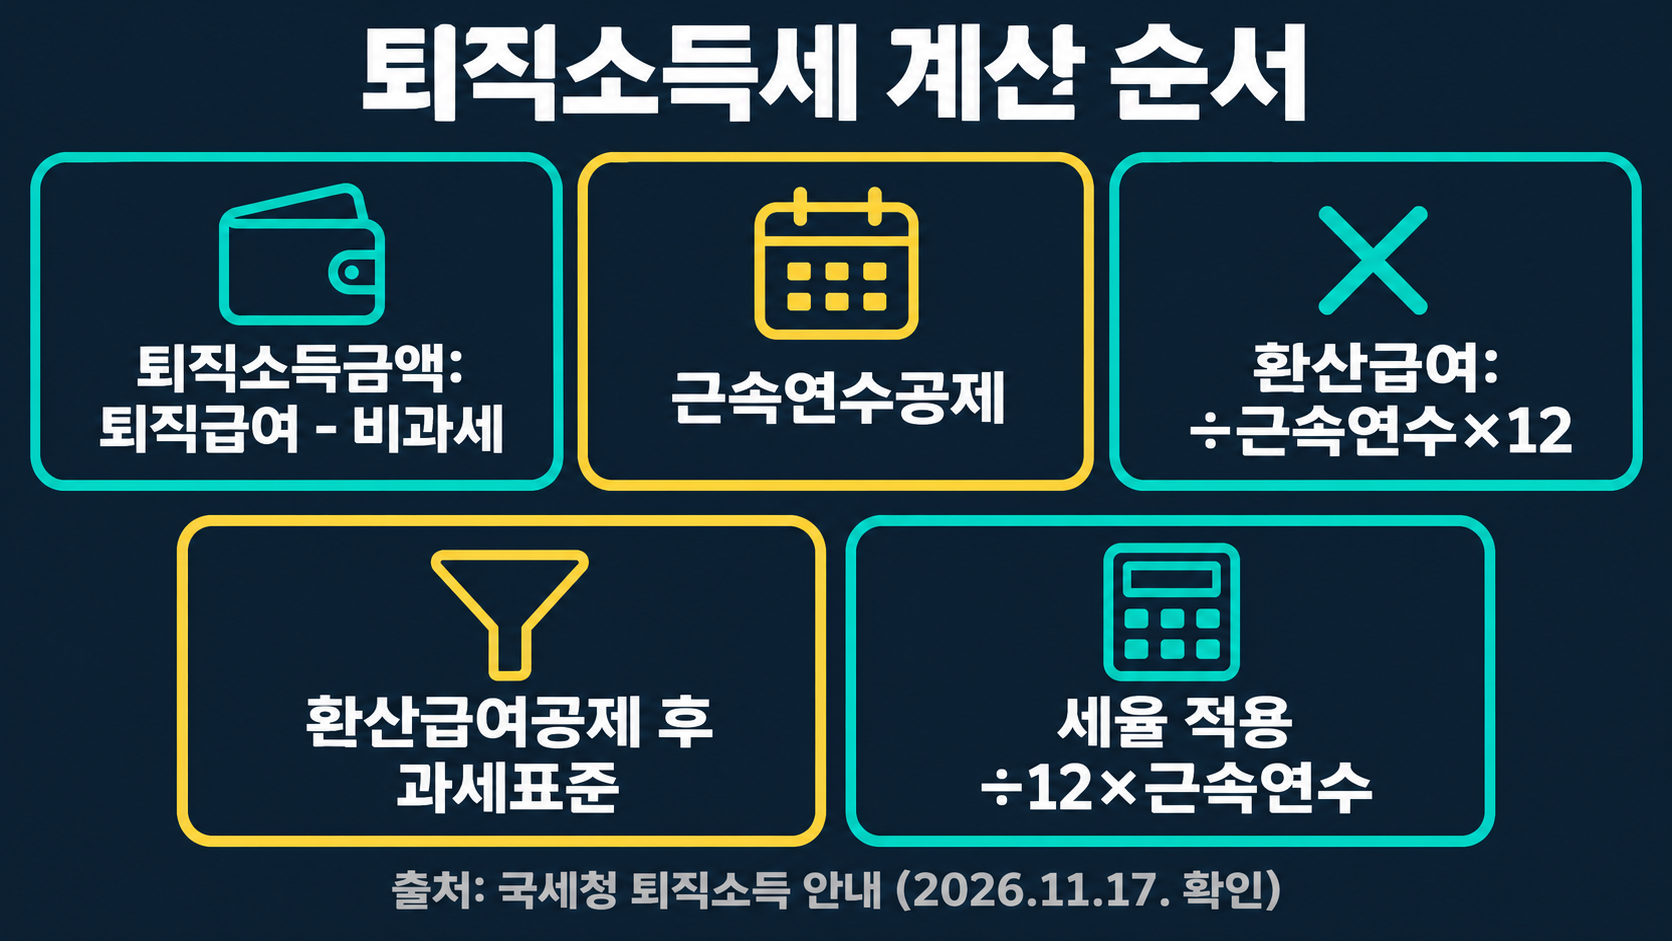 퇴직소득세 계산 순서
퇴직소득금액:
퇴직급여 - 비과세
근속연수공제
환산급여:
÷근속연수×12
환산급여공제 후
과세표준
세율 적용
÷12×근속연수
출처: 국세청 퇴직소득 안내 (2026.11.17. 확인)